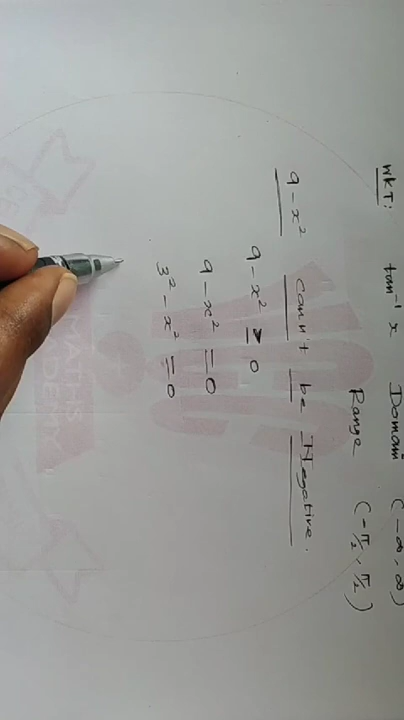 WKT: tan⁻¹ x Domain (-∞, ∞)
Range (-π/2, π/2)
9 - x² can't be Negative.
9 - x² ≥ 0
9 - x² = 0
3² - x² = 0
MATHS